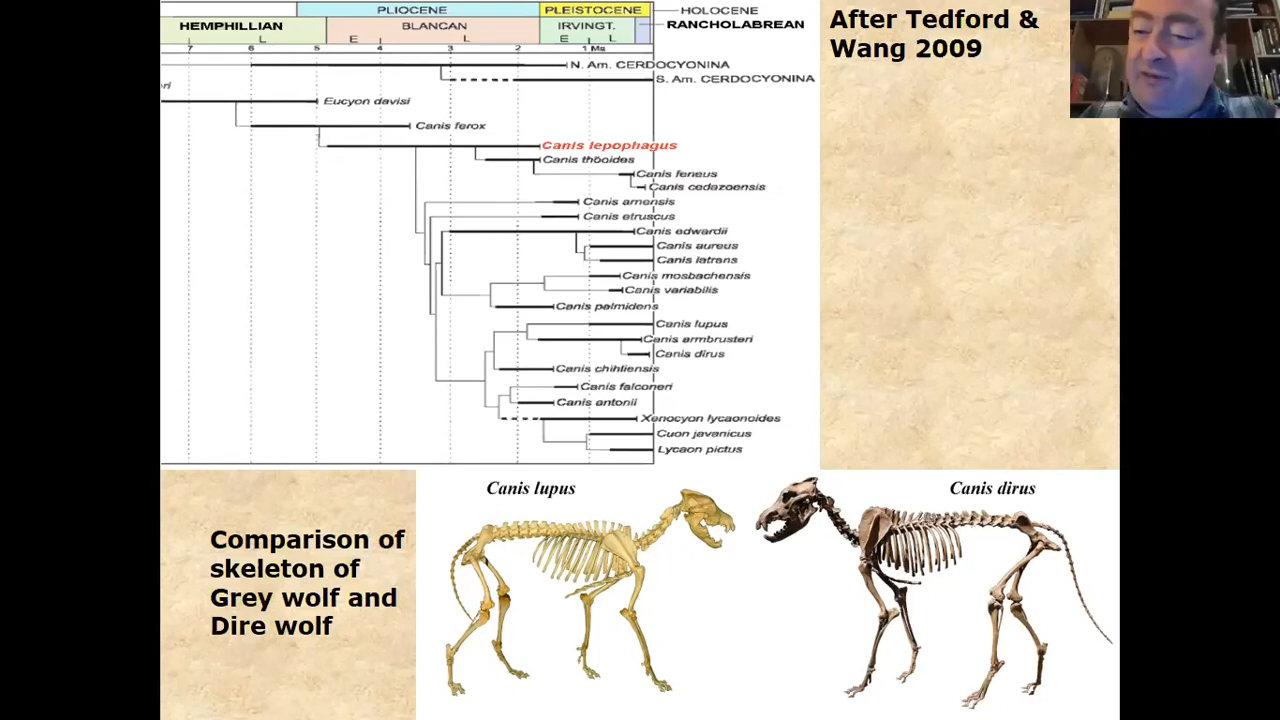 PLIOCENE
PLEISTOCENE
HOLOCENE
HEMPHILLIAN
BLANCAN
IRVINGT.
RANCHOLABREAN
L E L E L
7 6 5 4 3 2 1 Ma
N. Am. CERDOCYONINA
S. Am. CERDOCYONINA
Eucyon davisi
Canis ferox
Canis lepophagus
Canis thöoides
Canis feneus
Canis cedazoensis
Canis arnensis
Canis etruscus
Canis edwardii
Canis aureus
Canis latrans
Canis mosbachensis
Canis variabilis
Canis palmidens
Canis lupus
Canis armbrusteri
Canis dirus
Canis chihliensis
Canis falconeri
Canis antonii
Xenocyon lycaonoides
Cuon javanicus
Lycaon pictus
After Tedford &
Wang 2009
Comparison of
skeleton of
Grey wolf and
Dire wolf
Canis lupus
Canis dirus